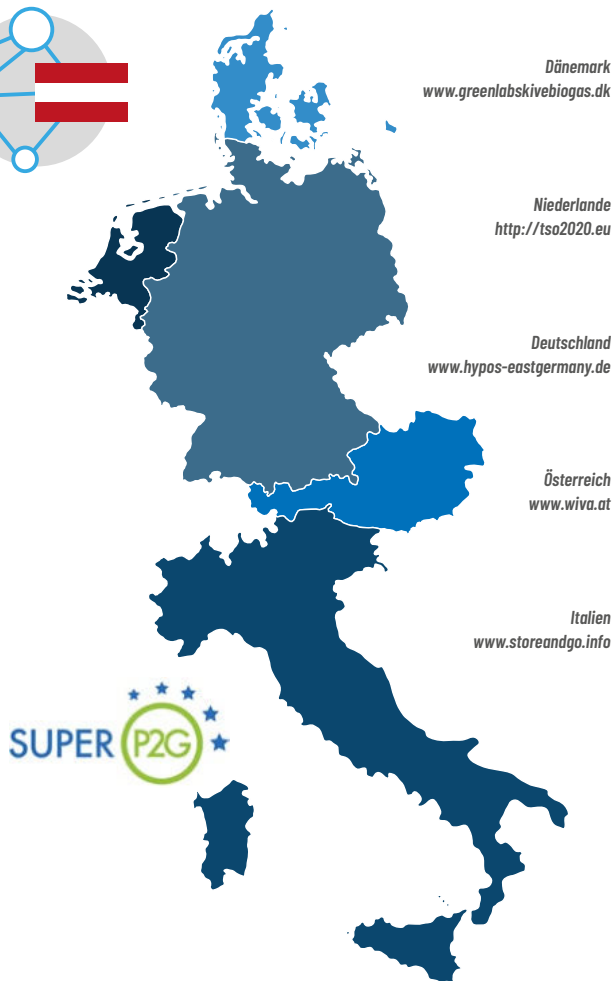 Dänemark
www.greenlabskivebiogas.dk
Niederlande
http://tso2020.eu
Deutschland
www.hypos-eastgermany.de
Österreich
www.wiva.at
Italien
www.storeandgo.info
SUPER P2G